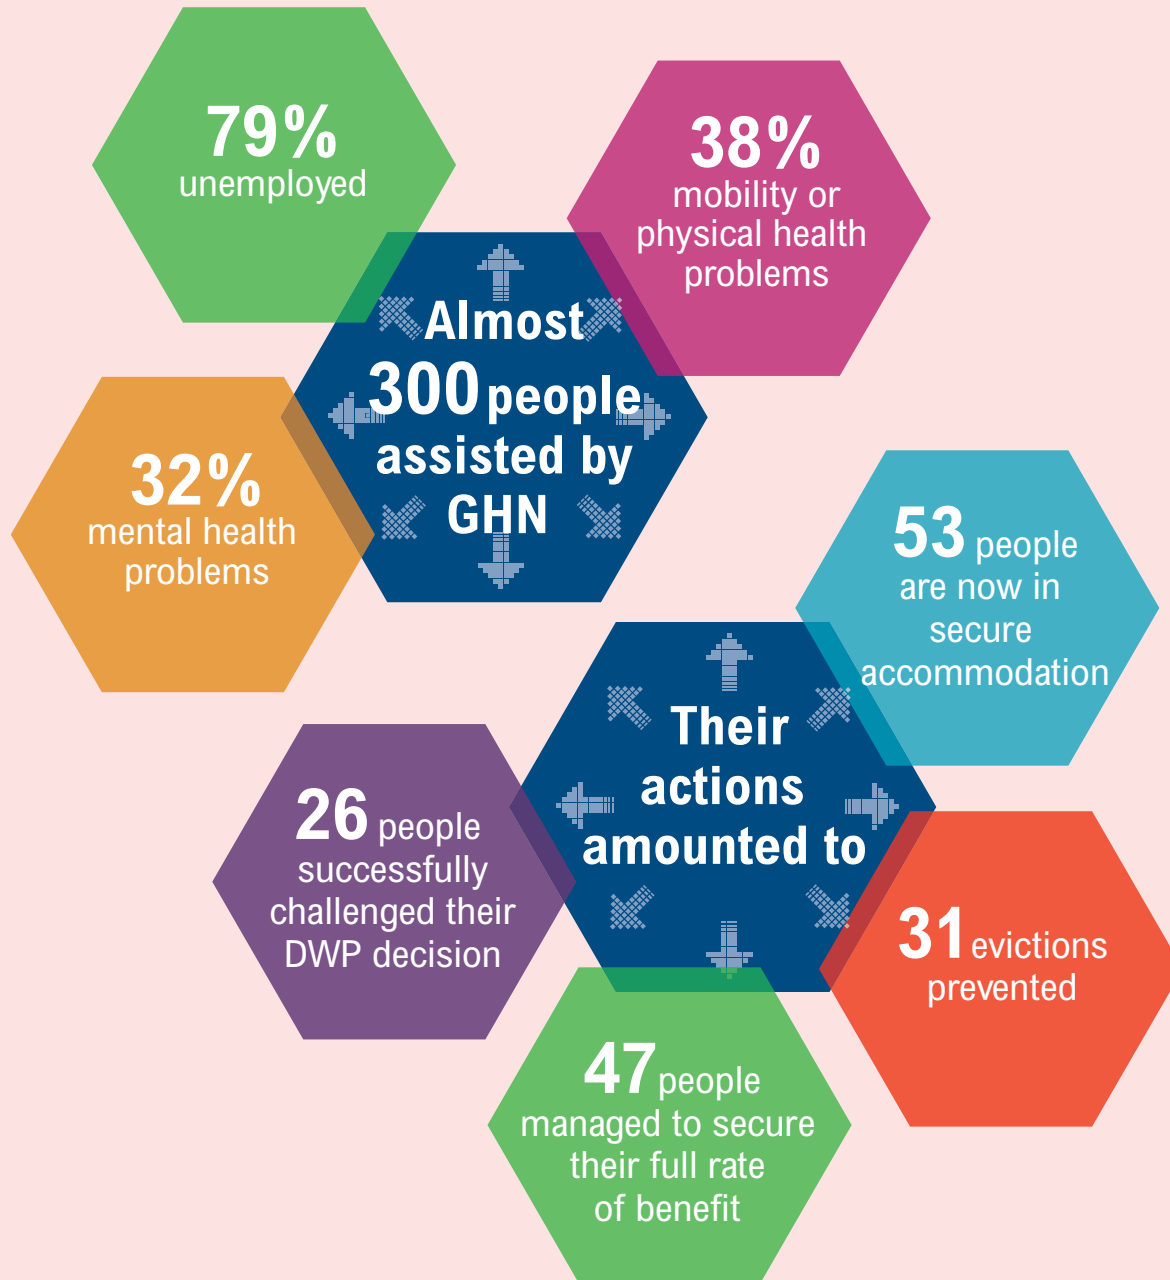 79%
unemployed
38%
mobility or
physical health
problems
Almost
300 people
assisted by
GHN
32%
mental health
problems
53 people
are now in
secure
accommodation
Their
actions
amounted to
26 people
successfully
challenged their
DWP decision
31 evictions
prevented
47 people
managed to secure
their full rate
of benefit